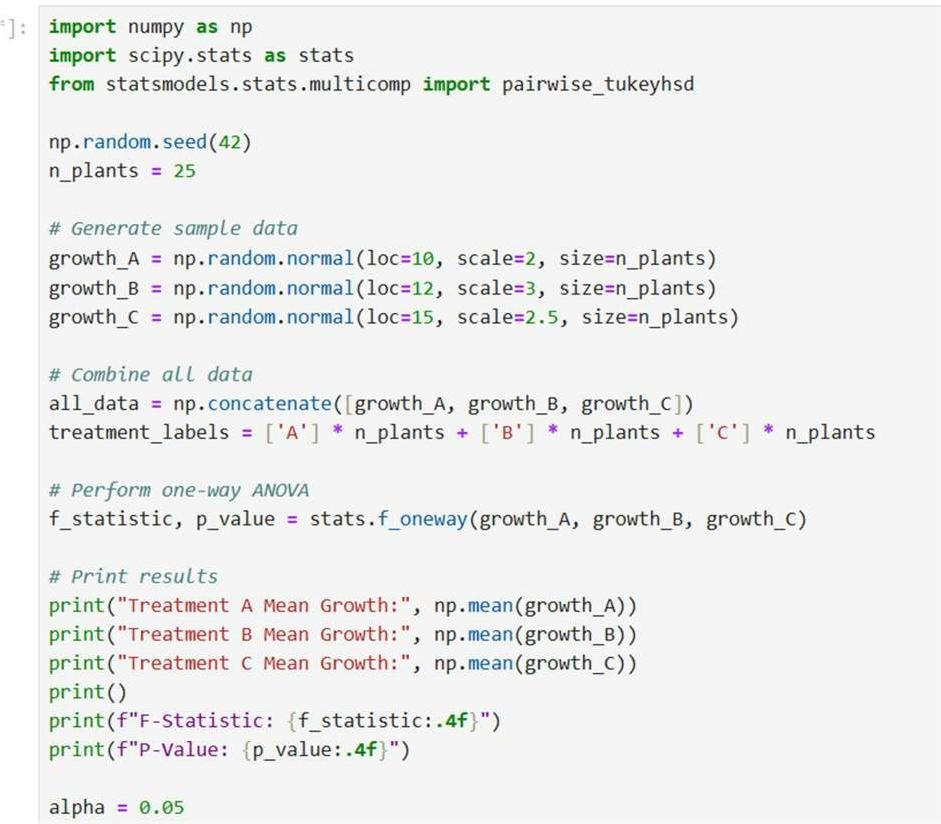 *]:
import numpy as np
import scipy.stats as stats
from statsmodels.stats.multicomp import pairwise_tukeyhsd
np.random.seed(42)
n_plants = 25
# Generate sample data
growth_A = np.random.normal(loc=10, scale=2, size=n_plants)
growth_B = np.random.normal(loc=12, scale=3, size=n_plants)
growth_C = np.random.normal(loc=15, scale=2.5, size=n_plants)
# Combine all data
all_data = np.concatenate([growth_A, growth_B, growth_C])
treatment_labels = ['A'] * n_plants + ['B'] * n_plants + ['C'] * n_plants
# Perform one-way ANOVA
f_statistic, p_value = stats.f_oneway(growth_A, growth_B, growth_C)
# Print results
print("Treatment A Mean Growth:", np.mean(growth_A))
print("Treatment B Mean Growth:", np.mean(growth_B))
print("Treatment C Mean Growth:", np.mean(growth_C))
print()
print(f"F-Statistic: {f_statistic:.4f}")
print(f"P-Value: {p_value:.4f}")
alpha = 0.05